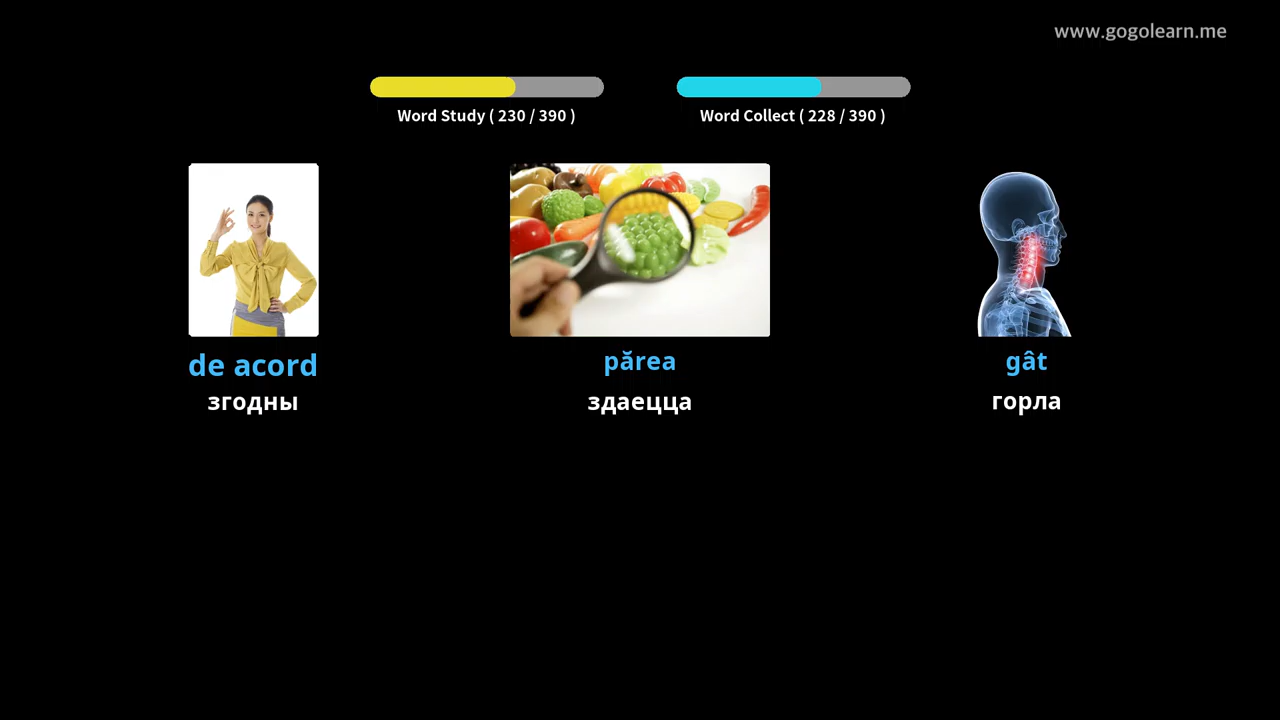 www.gogolearn.me
Word Study ( 230 / 390 )
Word Collect ( 228 / 390 )
de acord
părea
gât
згодны
здаецца
горла